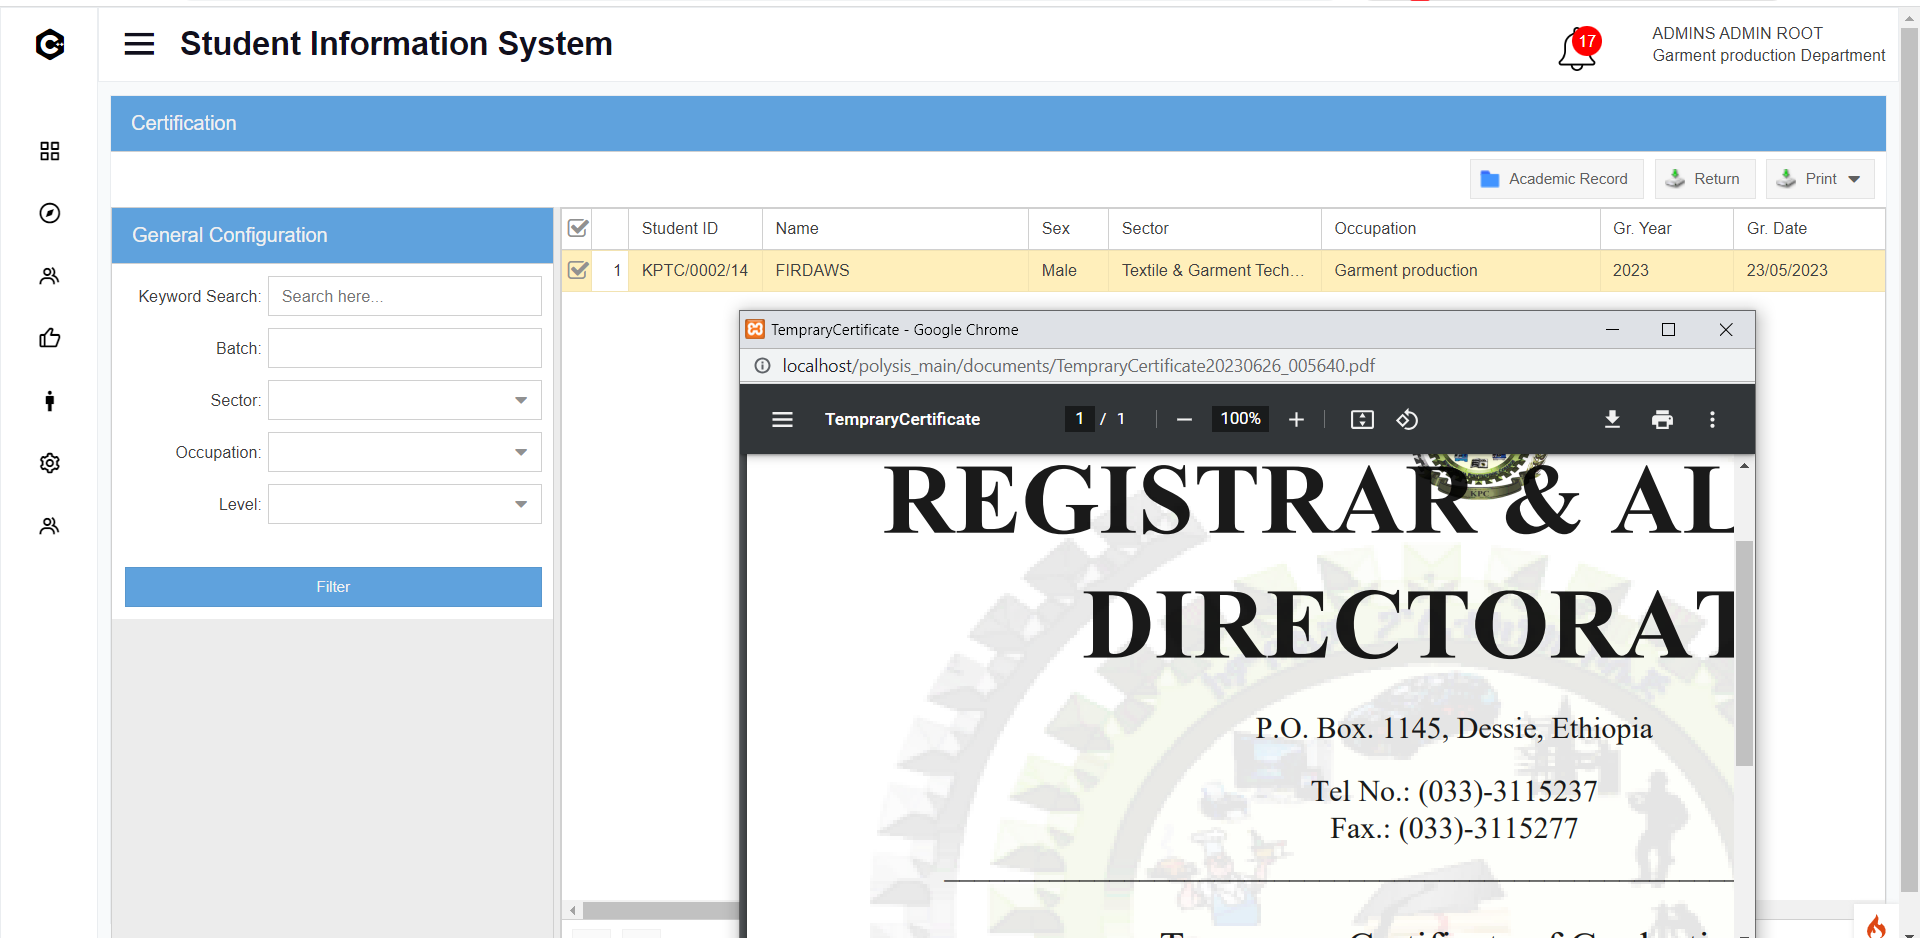 Student Information System
17
ADMINS ADMIN ROOT
Garment production Department
Certification
Academic Record
Return
Print
General Configuration
Keyword Search:
Search here...
Batch:
Sector:
Occupation:
Level:
Filter
Student ID Name Sex Sector Occupation Gr. Year Gr. Date
1 KPTC/0002/14 FIRDAWS Male Textile & Garment Tech... Garment production 2023 23/05/2023
TempraryCertificate - Google Chrome
localhost/polysis_main/documents/TempraryCertificate20230626_005640.pdf
TempraryCertificate
1 / 1
100%
KPC
REGISTRAR & AL
DIRECTORAT
P.O. Box. 1145, Dessie, Ethiopia
Tel No.: (033)-3115237
Fax.: (033)-3115277